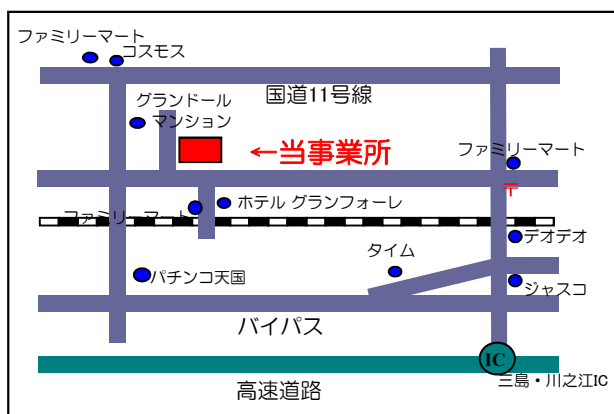 ファミリーマート
コスモス
国道11号線
グランドール
マンション
←当事業所
ファミリーマート
〒
ファミリーマート
ホテル グランフォーレ
デオデオ
タイム
パチンコ天国
ジャスコ
バイパス
IC
三島・川之江IC
高速道路